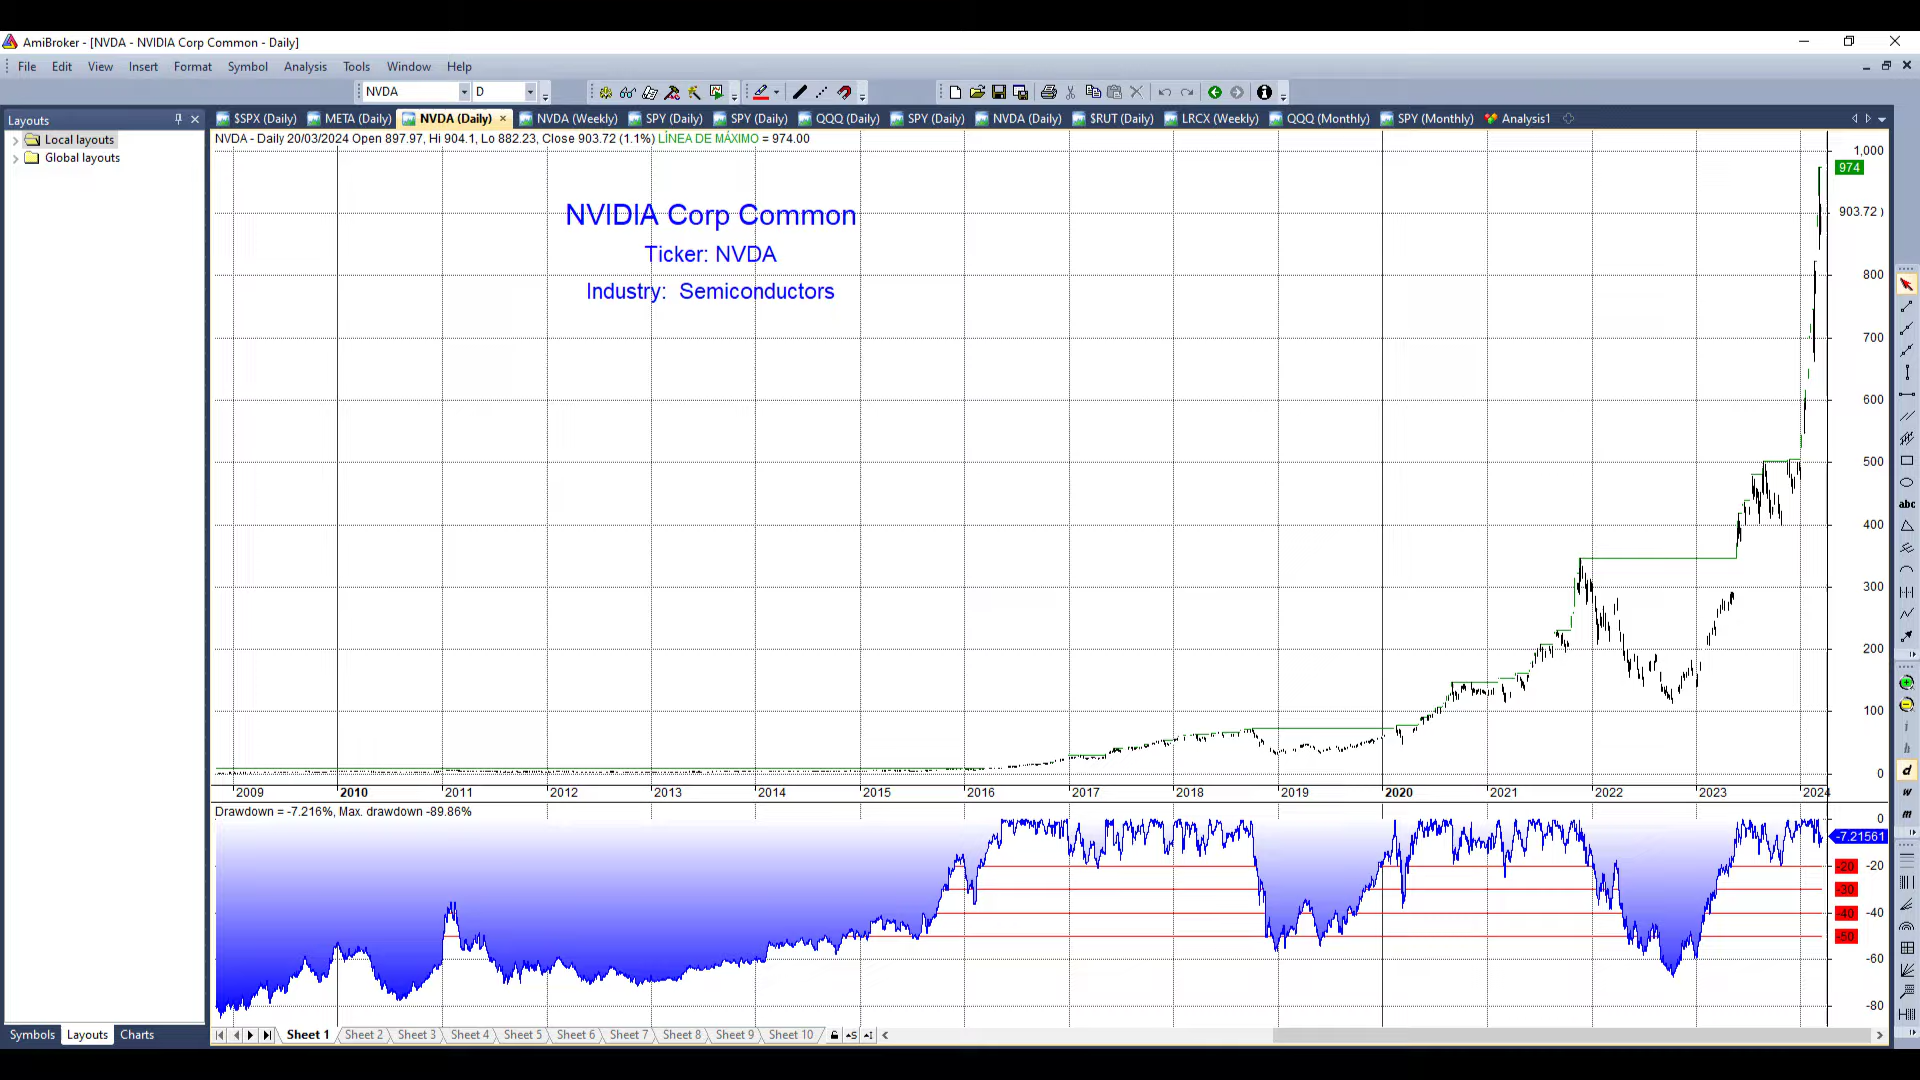 AmiBroker - [NVDA - NVIDIA Corp Common - Daily]
File Edit View Insert Format Symbol Analysis Tools Window Help
NVDA D
Layouts
$SPX (Daily) META (Daily) NVDA (Daily) × NVDA (Weekly) SPY (Daily) SPY (Daily) QQQ (Daily) SPY (Daily) NVDA (Daily) $RUT (Daily) LRCX (Weekly) QQQ (Monthly) SPY (Monthly) Analysis1
Local layouts
Global layouts
NVDA - Daily 20/03/2024 Open 897.97, Hi 904.1, Lo 882.23, Close 903.72 (1.1%) LÍNEA DE MÁXIMO = 974.00
NVIDIA Corp Common
Ticker: NVDA
Industry: Semiconductors
1,000
974
903.72 )
800
700
600
500
400
300
200
100
0
2009 2010 2011 2012 2013 2014 2015 2016 2017 2018 2019 2020 2021 2022 2023 2024
Drawdown = -7.216%, Max. drawdown -89.86%
0
-7.21561
-20 -20
-30
-40 -40
-50
-60
-80
abc
i
h
d
w
m
Symbols Layouts Charts
Sheet 1 Sheet 2 Sheet 3 Sheet 4 Sheet 5 Sheet 6 Sheet 7 Sheet 8 Sheet 9 Sheet 10